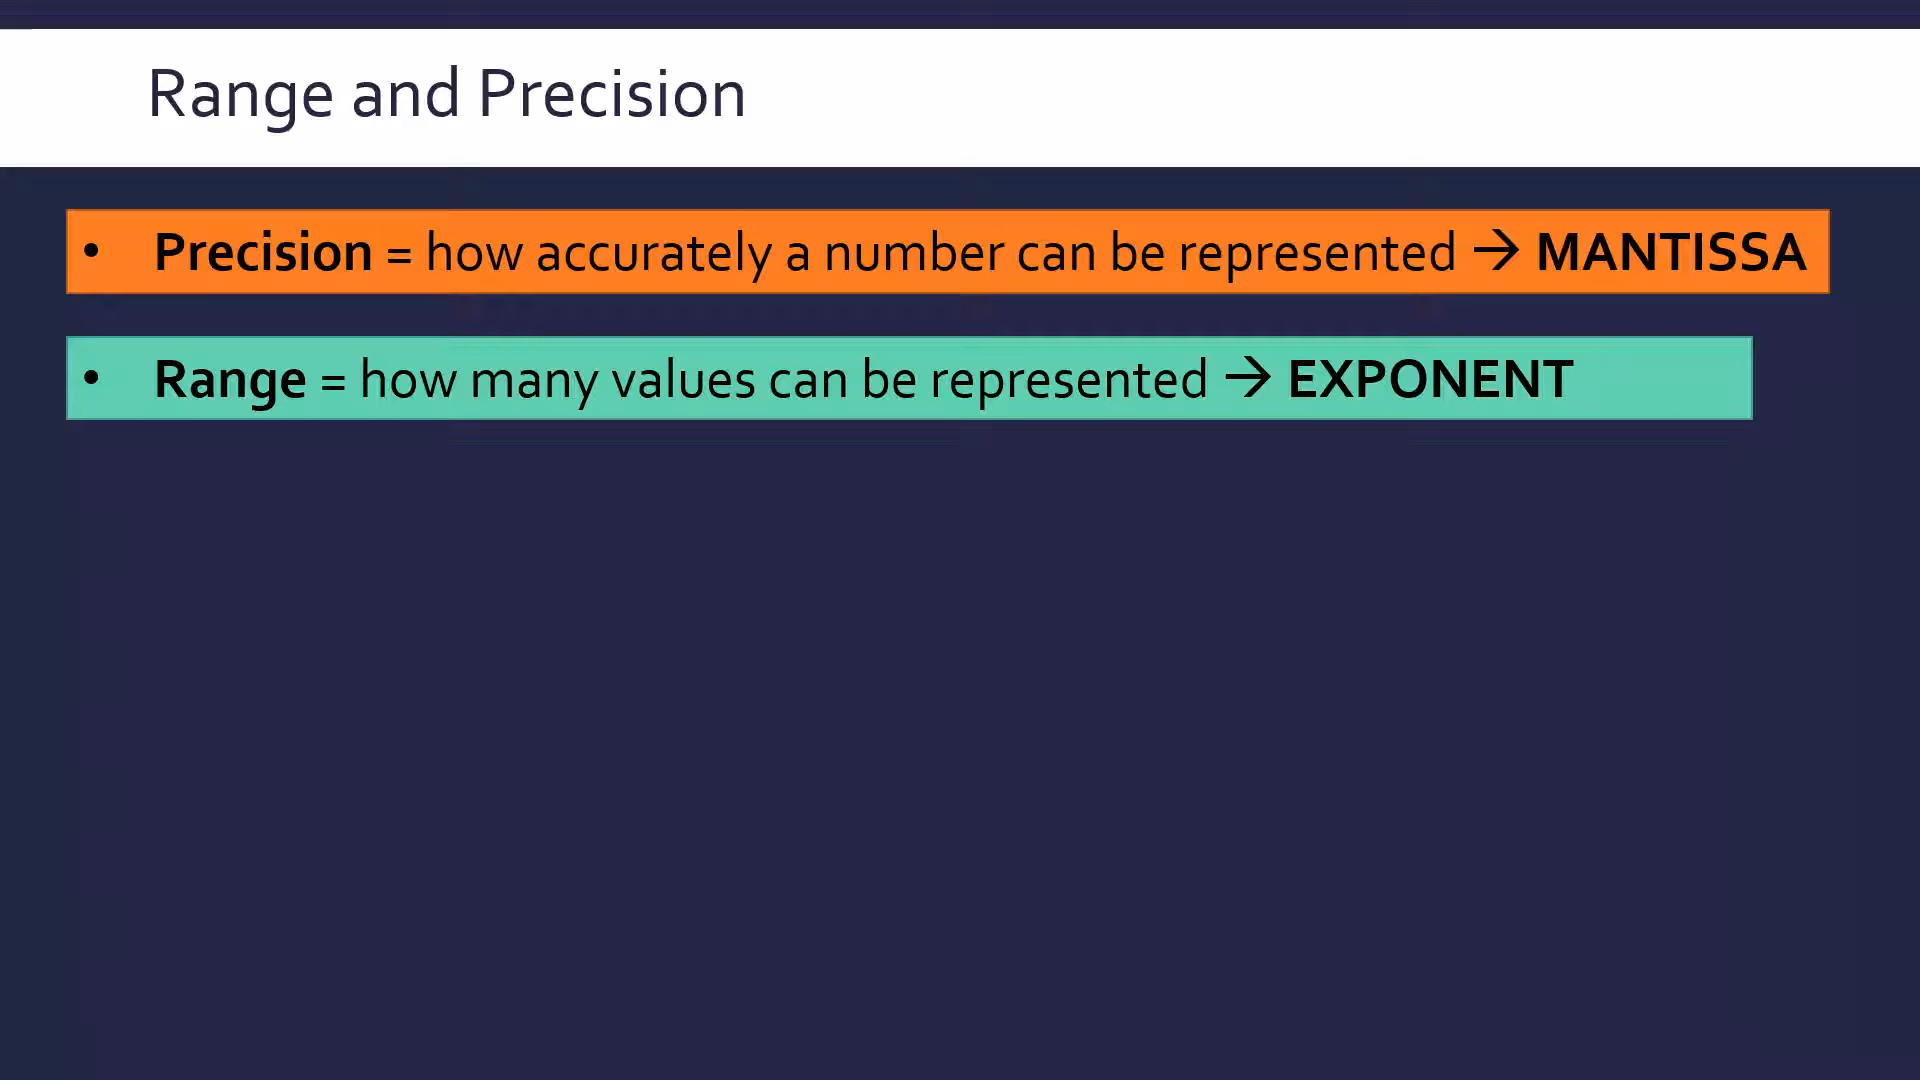 Range and Precision
• Precision = how accurately a number can be represented → MANTISSA
• Range = how many values can be represented → EXPONENT